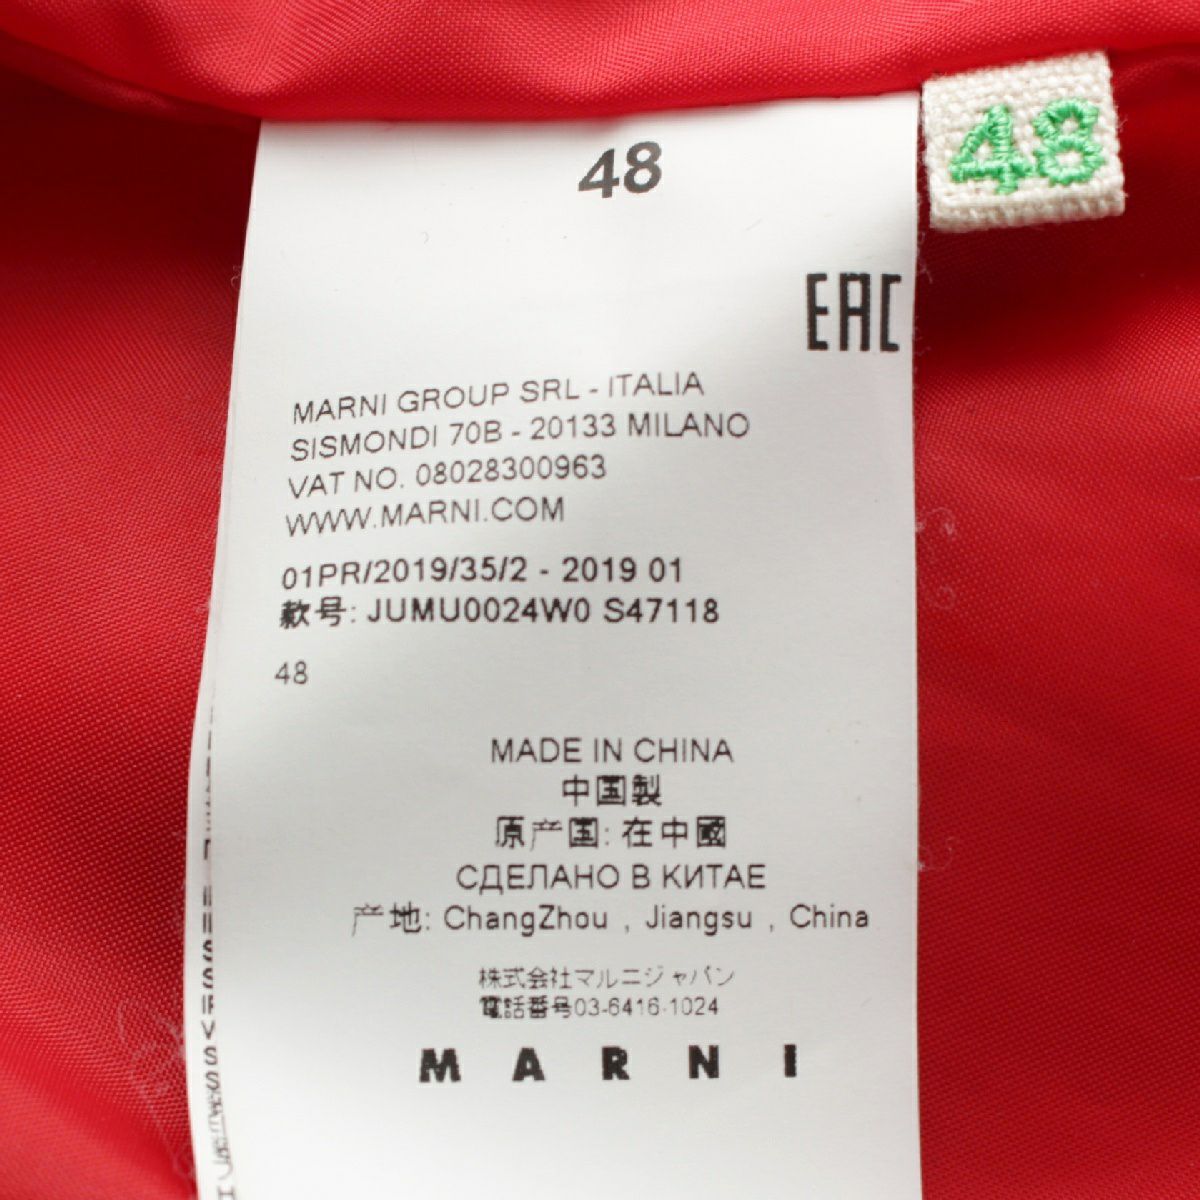 48
48
EAC
MARNI GROUP SRL - ITALIA
SISMONDI 70B - 20133 MILANO
VAT NO. 08028300963
WWW.MARNI.COM
01PR/2019/35/2 - 2019 01
款号: JUMU0024W0 S47118
48
MADE IN CHINA
中国製
原产国: 在中國
СДЕЛАНО В КИТАЕ
产地: ChangZhou , Jiangsu , China
株式会社マルニジャパン
電話番号03-6416-1024
MARNI